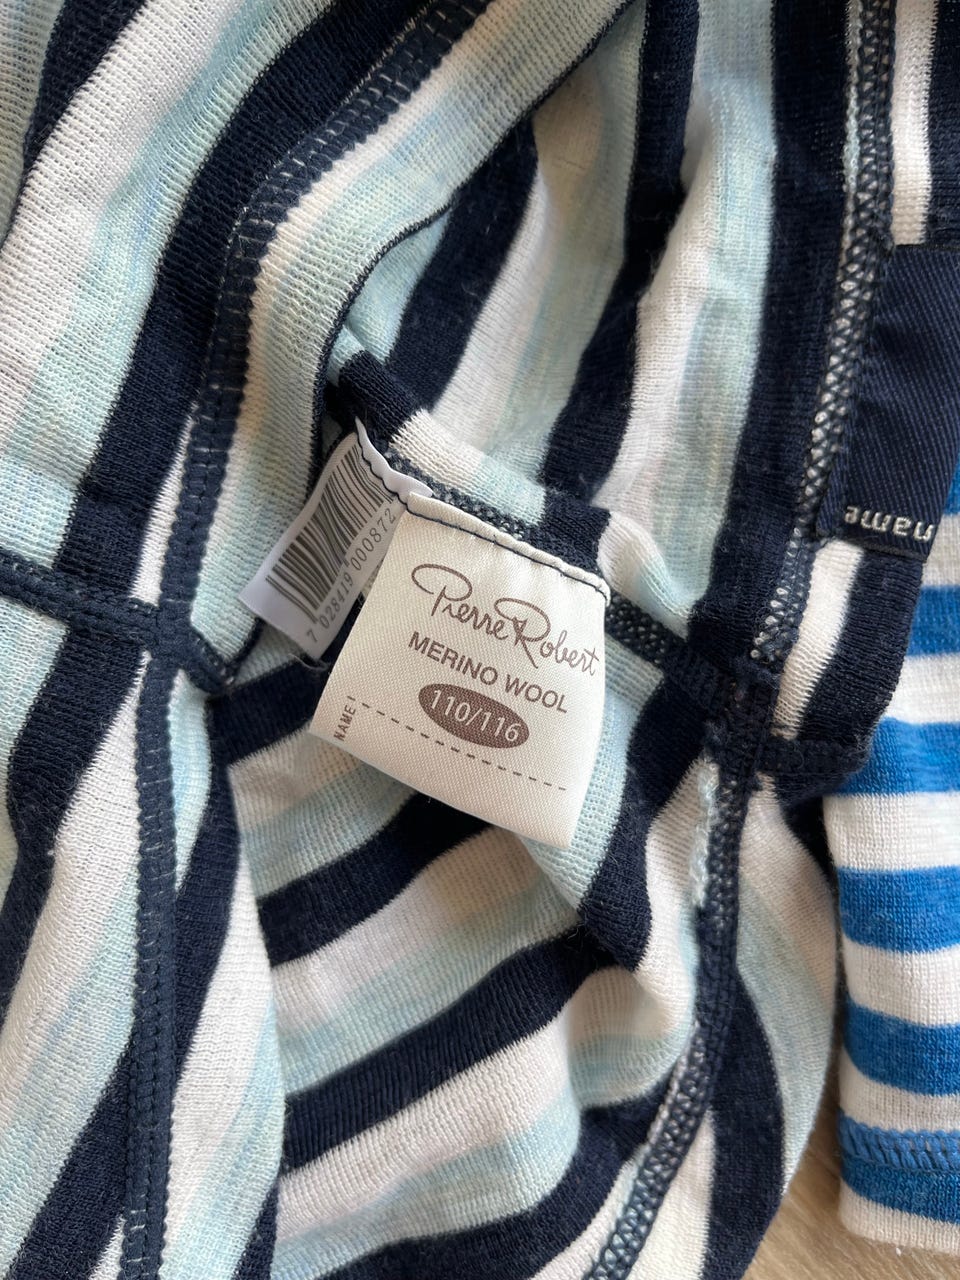 Pierre Robert
MERINO WOOL
110/116
NAME
7 028419 000872
name